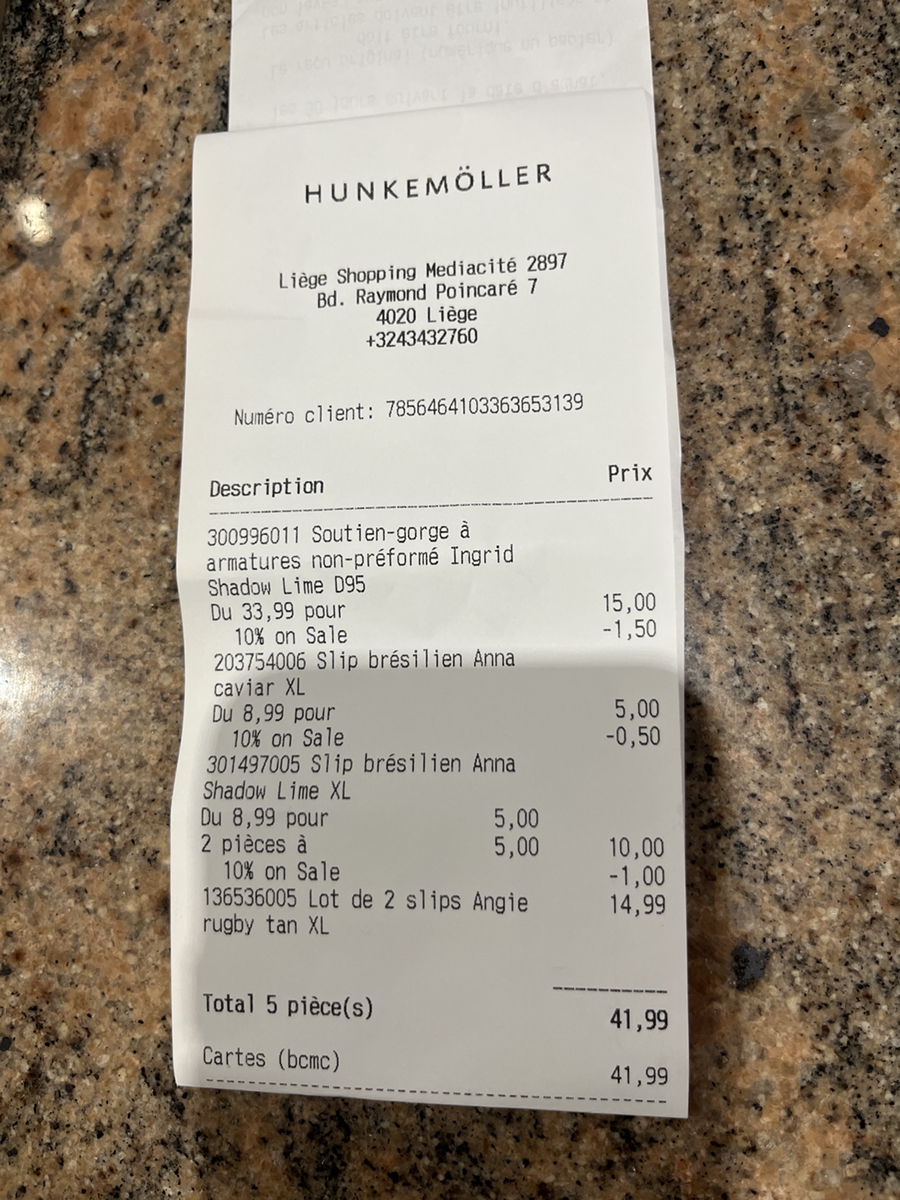 HUNKEMÖLLER
Liège Shopping Mediacité 2897
Bd. Raymond Poincaré 7
4020 Liège
+3243432760
Numéro client: 7856464103363653139
Description Prix
300996011 Soutien-gorge à
armatures non-préformé Ingrid
Shadow Lime D95
Du 33,99 pour 15,00
10% on Sale -1,50
203754006 Slip brésilien Anna
caviar XL
Du 8,99 pour 5,00
10% on Sale -0,50
301497005 Slip brésilien Anna
Shadow Lime XL
Du 8,99 pour 5,00
2 pièces à 5,00 10,00
10% on Sale -1,00
136536005 Lot de 2 slips Angie 14,99
rugby tan XL
Total 5 pièce(s) 41,99
Cartes (bcmc) 41,99